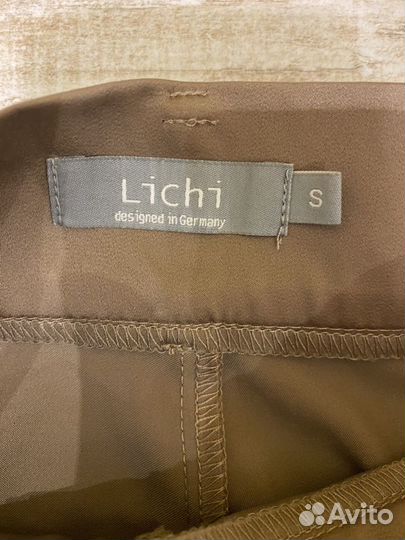 Lichi
designed in Germany
S
Avito